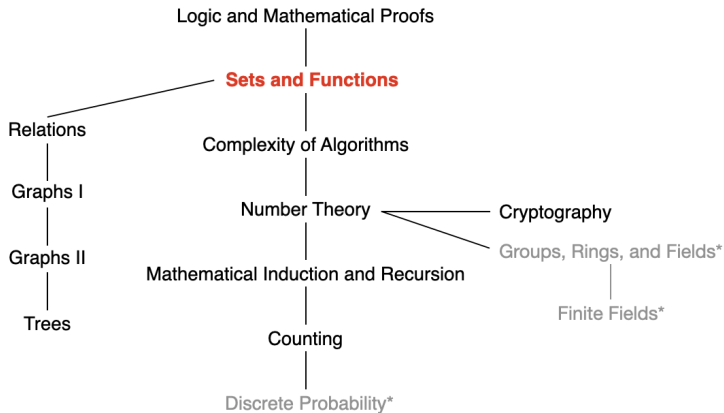 Logic and Mathematical Proofs
Sets and Functions
Relations
Complexity of Algorithms
Graphs I
Number Theory
Cryptography
Graphs II
Groups, Rings, and Fields*
Mathematical Induction and Recursion
Finite Fields*
Trees
Counting
Discrete Probability*